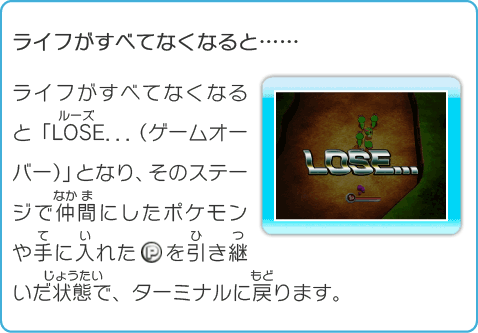 ライフがすべてなくなると……
ライフがすべてなくなる
と「LOSE...（ゲームオー
バー）」となり、そのステー
ジで仲間にしたポケモン
や手に入れたⓅを引き継
いだ状態で、ターミナルに戻ります。
LOSE...